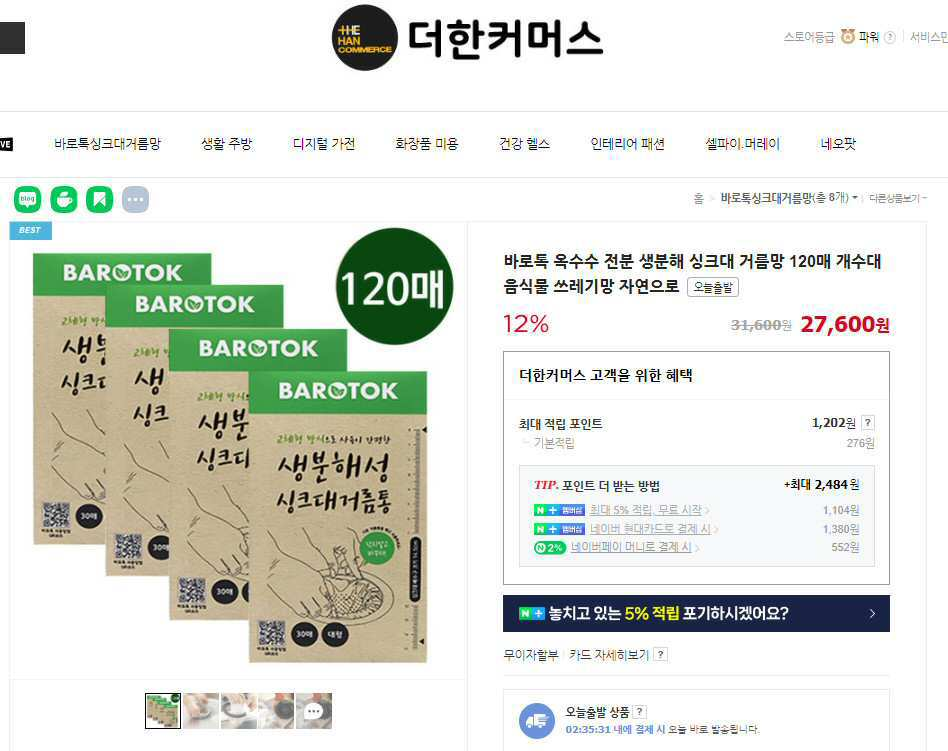 THE
HAN
COMMERCE
더한커머스
스토어등급 파워 ? 서비스만
VE
바로톡싱크대거름망 생활 주방 디지털 가전 화장품 미용 건강 헬스 인테리어 패션 셀파이.머레이 네오팟
blog
홈 > 바로톡싱크대거름망(총 8개) 다른상품보기
BEST
120매
BAROTOK
BAROTOK
BAROTOK
BAROTOK
2세형 방식으로 사용이 간편한
생분해성
싱크대거름통
30매
30매
30매
30매 대형
바로톡 옥수수 전분 생분해 싱크대 거름망 120매 개수대
음식물 쓰레기망 자연으로 오늘출발
12% 31,600원 27,600원
더한커머스 고객을 위한 혜택
최대 적립 포인트 1,202원 ?
기본적립 276원
TIP. 포인트 더 받는 방법 +최대 2,484원
N + 멤버십 최대 5% 적립, 무료 시작 > 1,104원
N + 멤버십 네이버 현대카드로 결제 시 > 1,380원
N 2% 네이버페이 머니로 결제 시 > 552원
N + 놓치고 있는 5% 적립 포기하시겠어요? >
무이자할부 카드 자세히보기 ?
오늘출발 상품 ?
02:35:31 내에 결제 시 오늘 바로 발송됩니다.